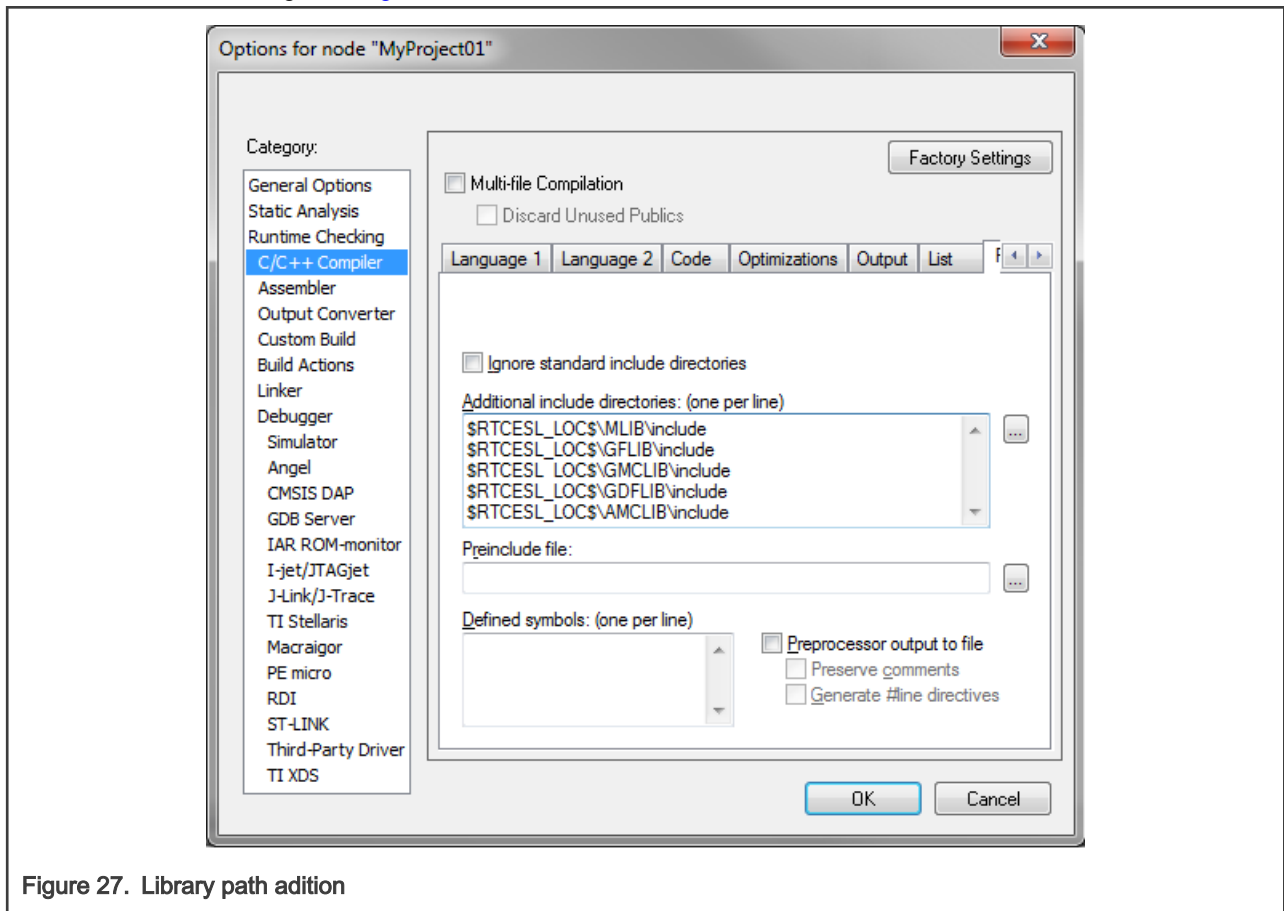 Options for node "MyProject01"
Category:
General Options
Static Analysis
Runtime Checking
C/C++ Compiler
Assembler
Output Converter
Custom Build
Build Actions
Linker
Debugger
Simulator
Angel
CMSIS DAP
GDB Server
IAR ROM-monitor
I-jet/JTAGjet
J-Link/J-Trace
TI Stellaris
Macraigor
PE micro
RDI
ST-LINK
Third-Party Driver
TI XDS
Factory Settings
Multi-file Compilation
Discard Unused Publics
Language 1 Language 2 Code Optimizations Output List
Ignore standard include directories
Additional include directories: (one per line)
$RTCESL_LOC$\MLIB\include
$RTCESL_LOC$\GFLIB\include
$RTCESL_LOC$\GMCLIB\include
$RTCESL_LOC$\GDFLIB\include
$RTCESL_LOC$\AMCLIB\include
...
Preinclude file:
...
Defined symbols: (one per line)
Preprocessor output to file
Preserve comments
Generate #line directives
OK Cancel
Figure 27. Library path adition